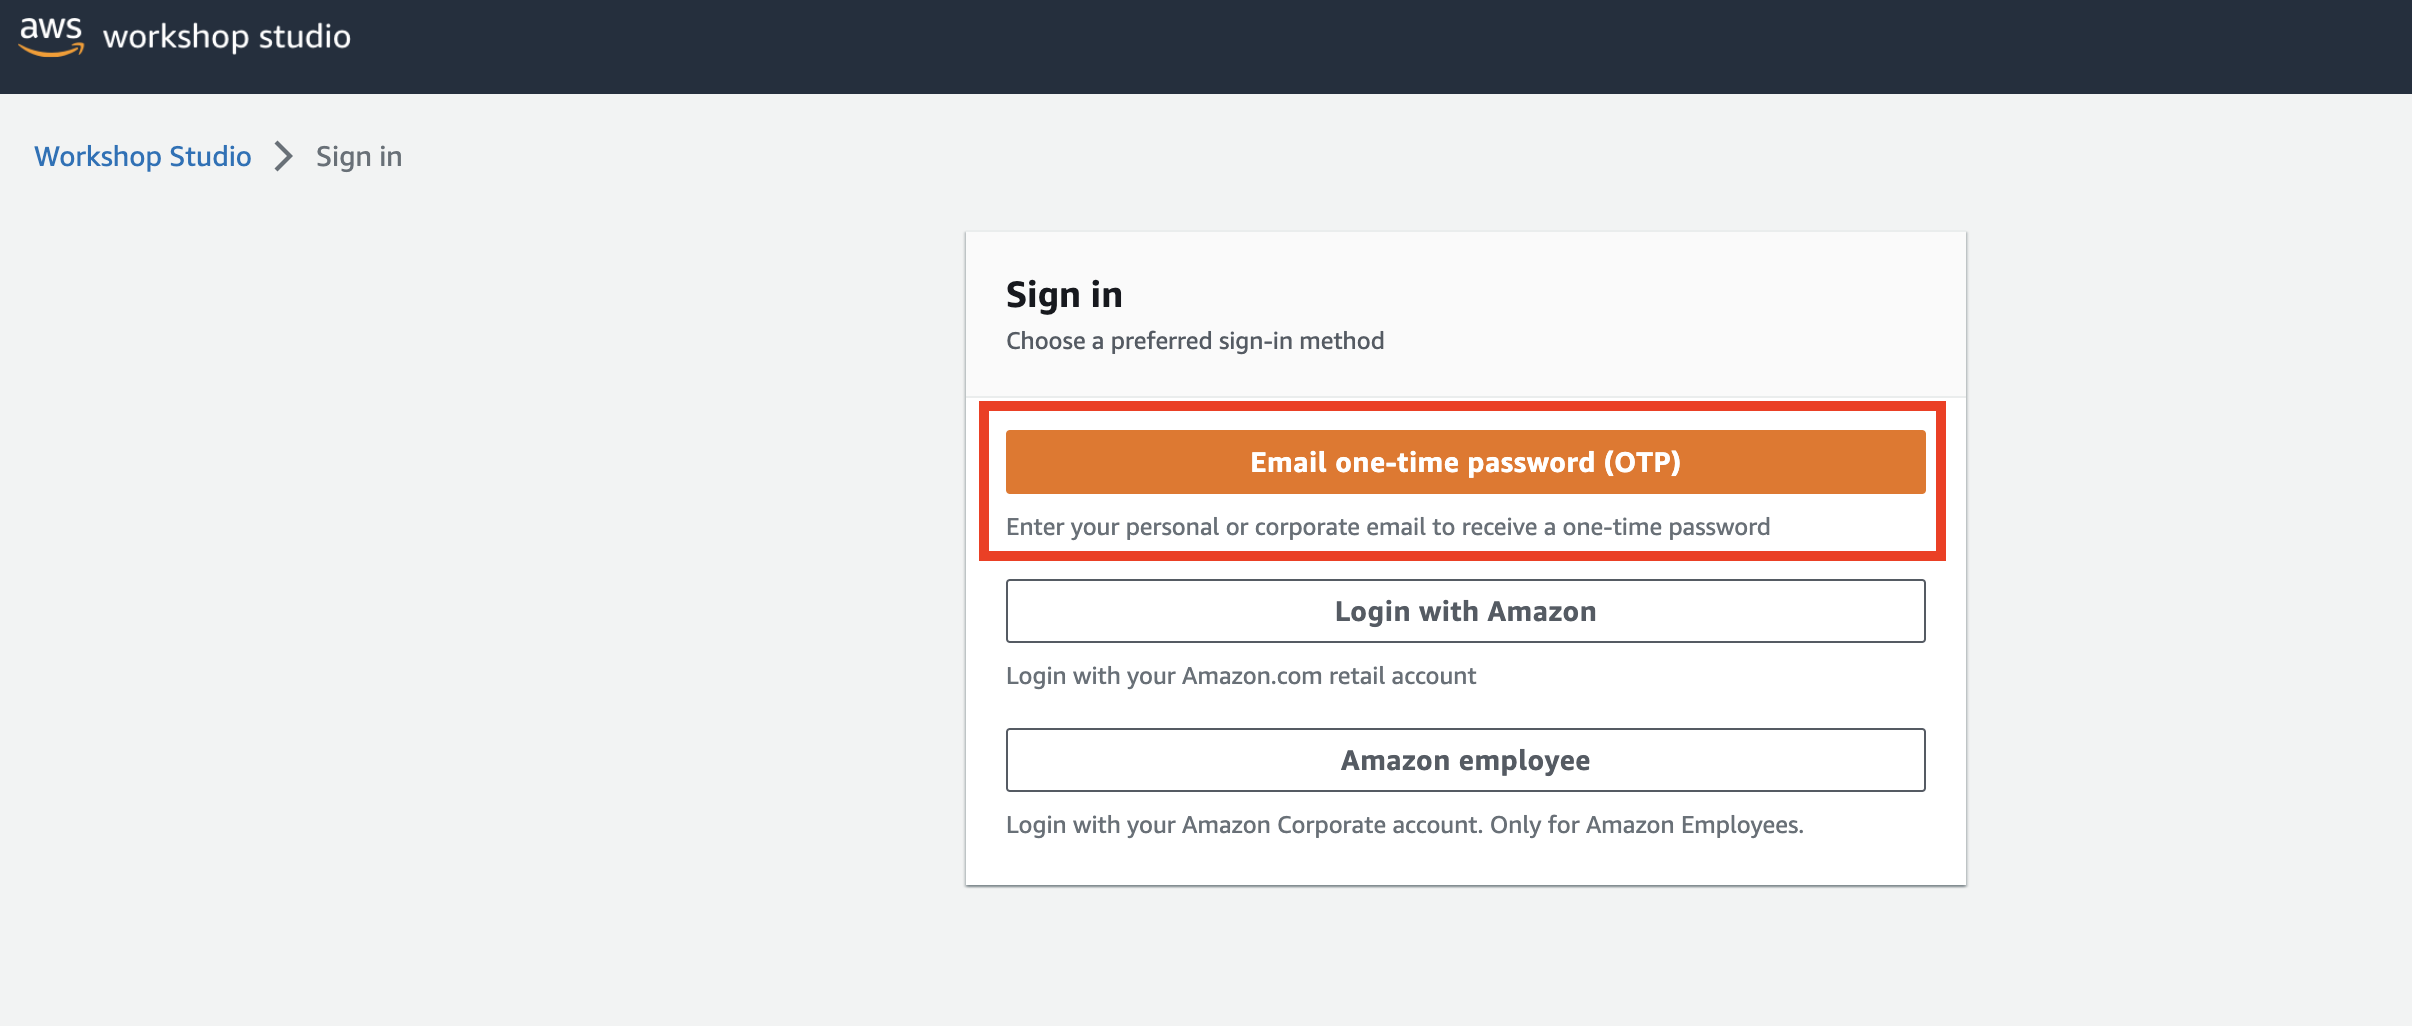 aws workshop studio
Workshop Studio > Sign in
Sign in
Choose a preferred sign-in method
Email one-time password (OTP)
Enter your personal or corporate email to receive a one-time password
Login with Amazon
Login with your Amazon.com retail account
Amazon employee
Login with your Amazon Corporate account. Only for Amazon Employees.